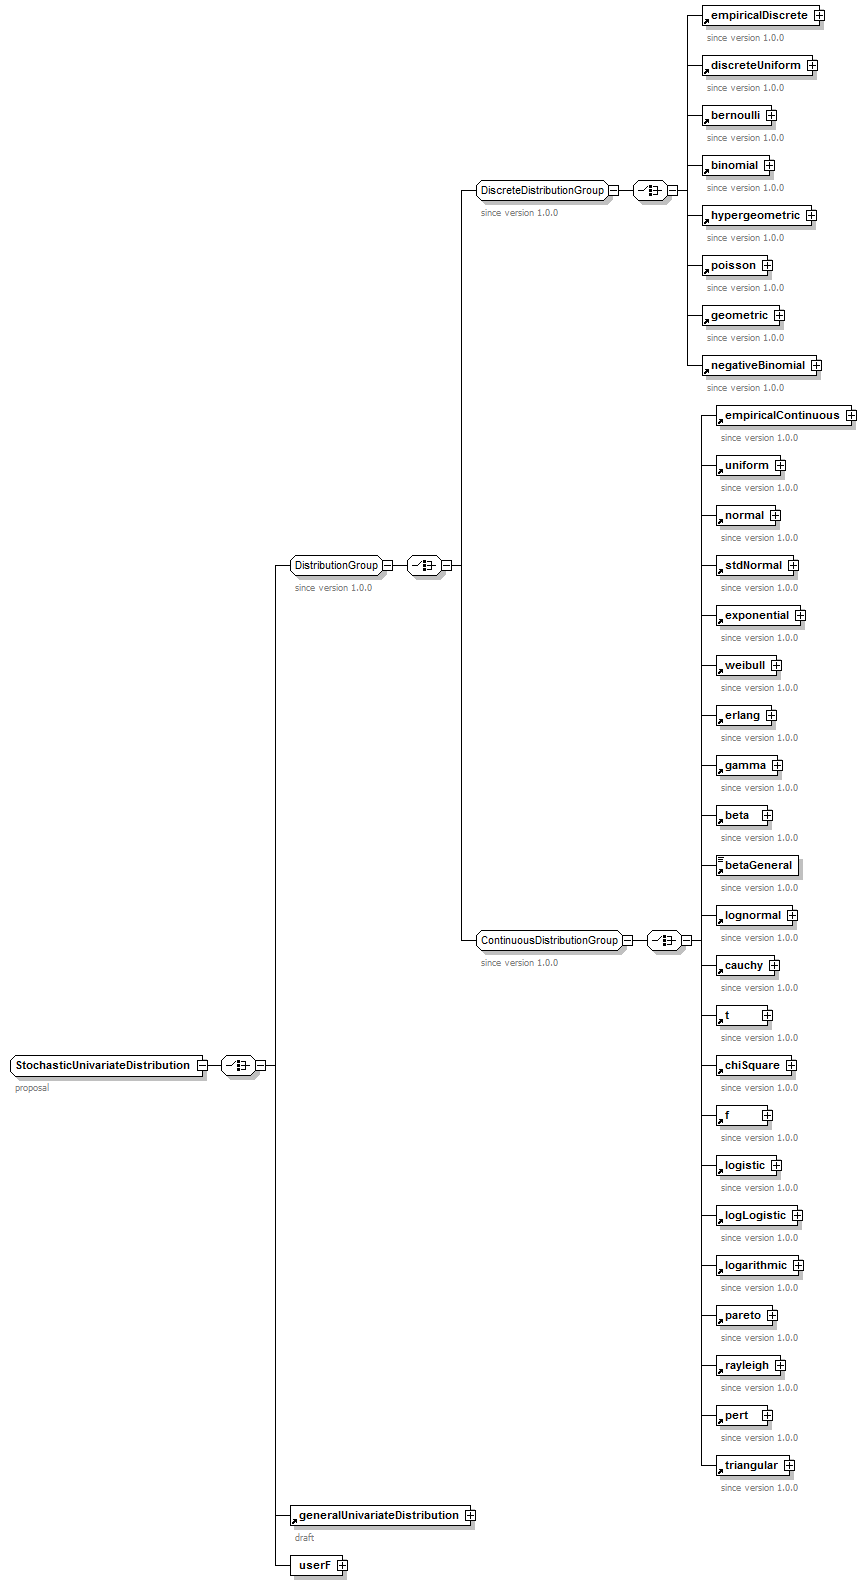 empiricalDiscrete
since version 1.0.0
discreteUniform
since version 1.0.0
bernoulli
since version 1.0.0
binomial
since version 1.0.0
DiscreteDistributionGroup
since version 1.0.0
hypergeometric
since version 1.0.0
poisson
since version 1.0.0
geometric
since version 1.0.0
negativeBinomial
since version 1.0.0
empiricalContinuous
since version 1.0.0
uniform
since version 1.0.0
normal
since version 1.0.0
DistributionGroup
since version 1.0.0
stdNormal
since version 1.0.0
exponential
since version 1.0.0
weibull
since version 1.0.0
erlang
since version 1.0.0
gamma
since version 1.0.0
beta
since version 1.0.0
betaGeneral
since version 1.0.0
lognormal
since version 1.0.0
ContinuousDistributionGroup
since version 1.0.0
cauchy
since version 1.0.0
t
since version 1.0.0
StochasticUnivariateDistribution
proposal
chiSquare
since version 1.0.0
f
since version 1.0.0
logistic
since version 1.0.0
logLogistic
since version 1.0.0
logarithmic
since version 1.0.0
pareto
since version 1.0.0
rayleigh
since version 1.0.0
pert
since version 1.0.0
triangular
since version 1.0.0
generalUnivariateDistribution
draft
userF